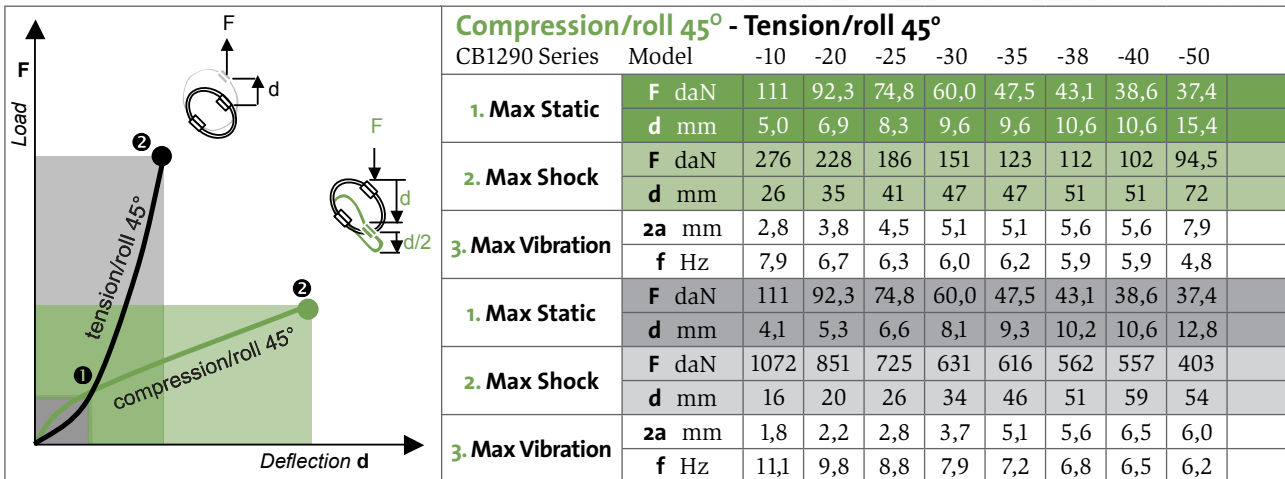 F
Load
F
d
❷
F
d
d/2
tension/roll 45°
❷
❶
compression/roll 45°
Deflection d
Compression/roll 45° - Tension/roll 45°
CB1290 Series Model -10 -20 -25 -30 -35 -38 -40 -50
1. Max Static F daN 111 92,3 74,8 60,0 47,5 43,1 38,6 37,4
d mm 5,0 6,9 8,3 9,6 9,6 10,6 10,6 15,4
2. Max Shock F daN 276 228 186 151 123 112 102 94,5
d mm 26 35 41 47 47 51 51 72
3. Max Vibration 2a mm 2,8 3,8 4,5 5,1 5,1 5,6 5,6 7,9
f Hz 7,9 6,7 6,3 6,0 6,2 5,9 5,9 4,8
1. Max Static F daN 111 92,3 74,8 60,0 47,5 43,1 38,6 37,4
d mm 4,1 5,3 6,6 8,1 9,3 10,2 10,6 12,8
2. Max Shock F daN 1072 851 725 631 616 562 557 403
d mm 16 20 26 34 46 51 59 54
3. Max Vibration 2a mm 1,8 2,2 2,8 3,7 5,1 5,6 6,5 6,0
f Hz 11,1 9,8 8,8 7,9 7,2 6,8 6,5 6,2